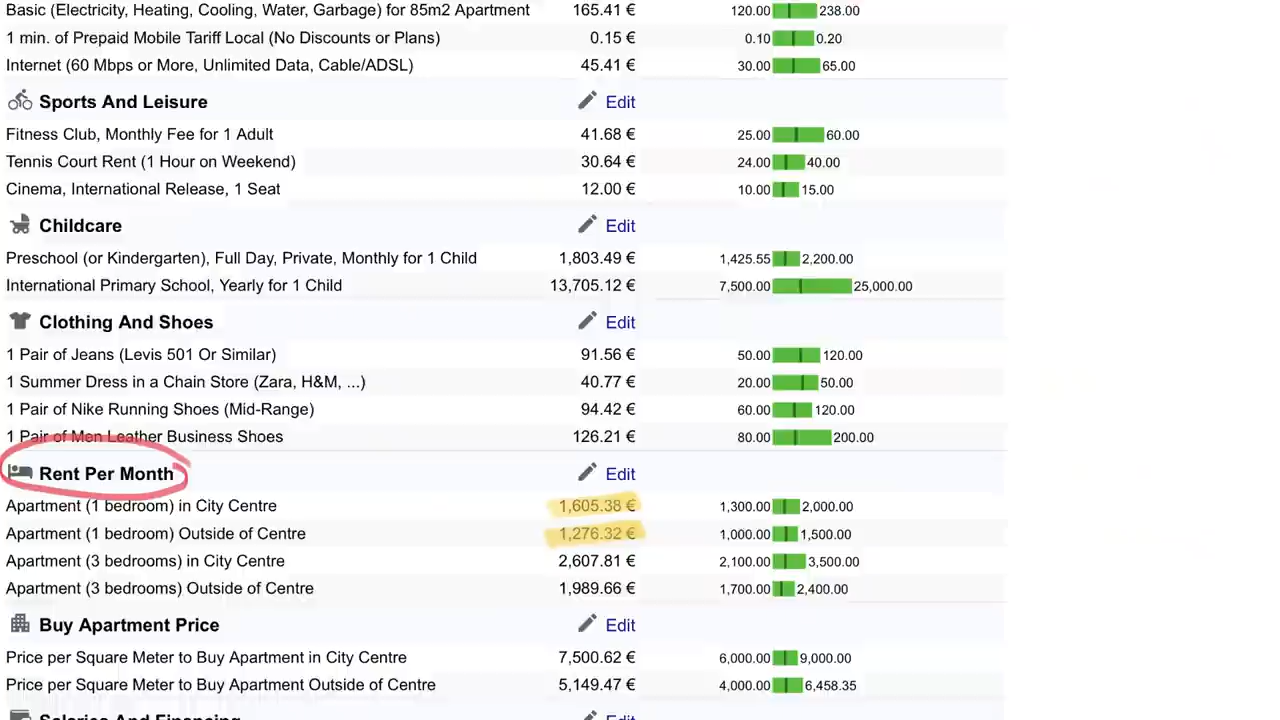 Basic (Electricity, Heating, Cooling, Water, Garbage) for 85m2 Apartment 165.41 € 120.00 238.00
1 min. of Prepaid Mobile Tariff Local (No Discounts or Plans) 0.15 € 0.10 0.20
Internet (60 Mbps or More, Unlimited Data, Cable/ADSL) 45.41 € 30.00 65.00
Sports And Leisure Edit
Fitness Club, Monthly Fee for 1 Adult 41.68 € 25.00 60.00
Tennis Court Rent (1 Hour on Weekend) 30.64 € 24.00 40.00
Cinema, International Release, 1 Seat 12.00 € 10.00 15.00
Childcare Edit
Preschool (or Kindergarten), Full Day, Private, Monthly for 1 Child 1,803.49 € 1,425.55 2,200.00
International Primary School, Yearly for 1 Child 13,705.12 € 7,500.00 25,000.00
Clothing And Shoes Edit
1 Pair of Jeans (Levis 501 Or Similar) 91.56 € 50.00 120.00
1 Summer Dress in a Chain Store (Zara, H&M, ...) 40.77 € 20.00 50.00
1 Pair of Nike Running Shoes (Mid-Range) 94.42 € 60.00 120.00
1 Pair of Men Leather Business Shoes 126.21 € 80.00 200.00
Rent Per Month Edit
Apartment (1 bedroom) in City Centre 1,605.38 € 1,300.00 2,000.00
Apartment (1 bedroom) Outside of Centre 1,276.32 € 1,000.00 1,500.00
Apartment (3 bedrooms) in City Centre 2,607.81 € 2,100.00 3,500.00
Apartment (3 bedrooms) Outside of Centre 1,989.66 € 1,700.00 2,400.00
Buy Apartment Price Edit
Price per Square Meter to Buy Apartment in City Centre 7,500.62 € 6,000.00 9,000.00
Price per Square Meter to Buy Apartment Outside of Centre 5,149.47 € 4,000.00 6,458.35
Salaries And Financing Edit